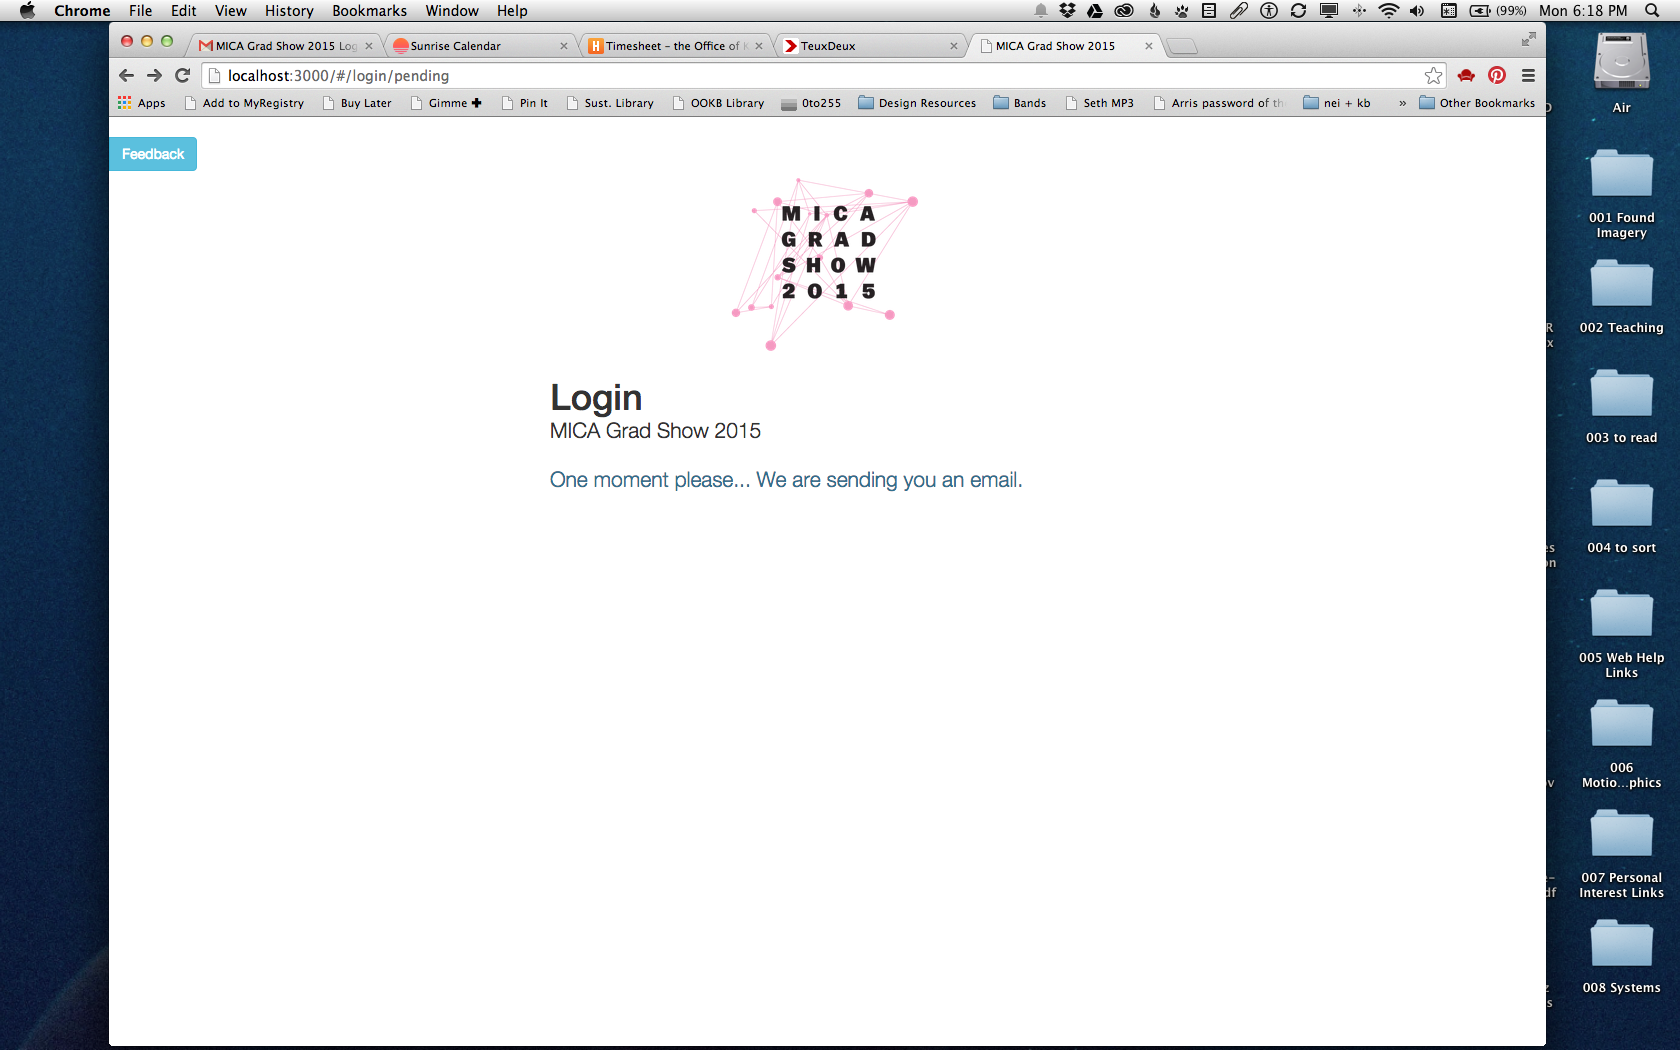 Chrome File Edit View History Bookmarks Window Help (99%) Mon 6:18 PM
MICA Grad Show 2015 Log Sunrise Calendar Timesheet – the Office of K TeuxDeux MICA Grad Show 2015
localhost:3000/#/login/pending
Apps Add to MyRegistry Buy Later Gimme ✚ Pin It Sust. Library OOKB Library 0to255 Design Resources Bands Seth MP3 Arris password of th nei + kb » Other Bookmarks
Feedback
MICA
GRAD
SHOW
2015
Login
MICA Grad Show 2015
One moment please... We are sending you an email.
Air
001 Found
Imagery
002 Teaching
003 to read
004 to sort
005 Web Help
Links
006
Motio...phics
007 Personal
Interest Links
008 Systems